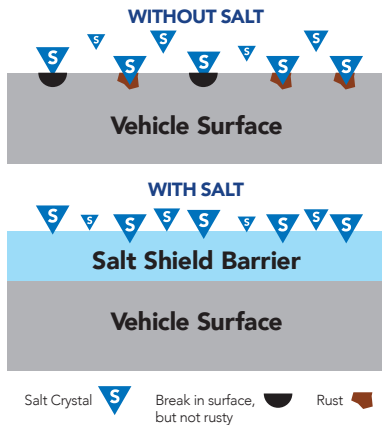 WITHOUT SALT
S S S S S S S S S
Vehicle Surface
WITH SALT
S S S S S S S S S
Salt Shield Barrier
Vehicle Surface
Salt Crystal S Break in surface, Rust
but not rusty